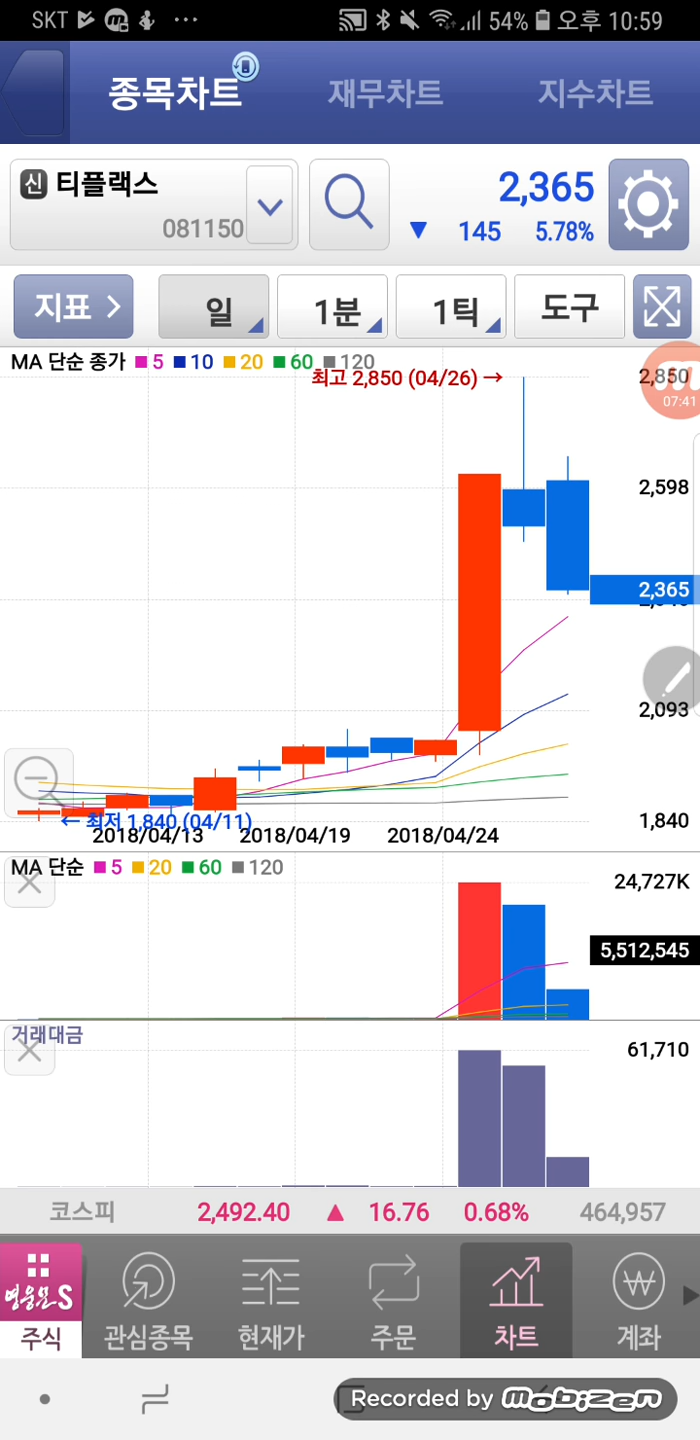 SKT 54% 오후 10:59
종목차트 재무차트 지수차트
신 티플랙스 2,365
081150 ▼ 145 5.78%
지표 > 일 1분 1틱 도구
MA 단순 종가 5 10 20 60 120
최고 2,850 (04/26) → 2,850
07:41
2,598
2,365
2,093
← 최저 1,840 (04/11) 1,840
2018/04/13 2018/04/19 2018/04/24
MA 단순 5 20 60 120
24,727K
5,512,545
거래대금
61,710
코스피 2,492.40 ▲ 16.76 0.68% 464,957
영웅문S
주식 관심종목 현재가 주문 차트 계좌
Recorded by mobizen